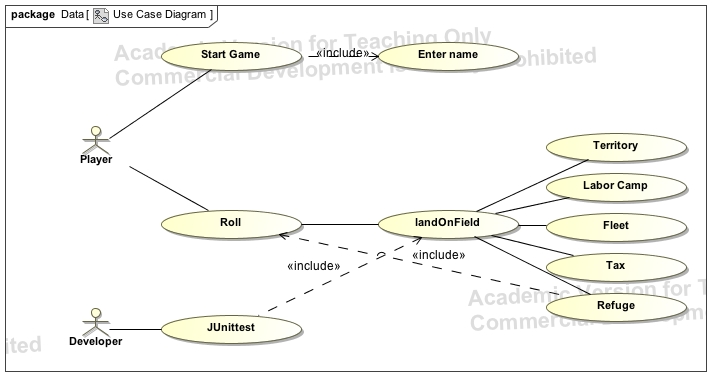 package Data [ Use Case Diagram ]
Academic Version for Teaching Only
Commercial Development is strictly Prohibited
Start Game
«include»
Enter name
Player
Territory
Labor Camp
Roll
landOnField
Fleet
«include»
«include»
Tax
Refuge
Academic Version for T
Commercial Developm
Developer
JUnittest
ited